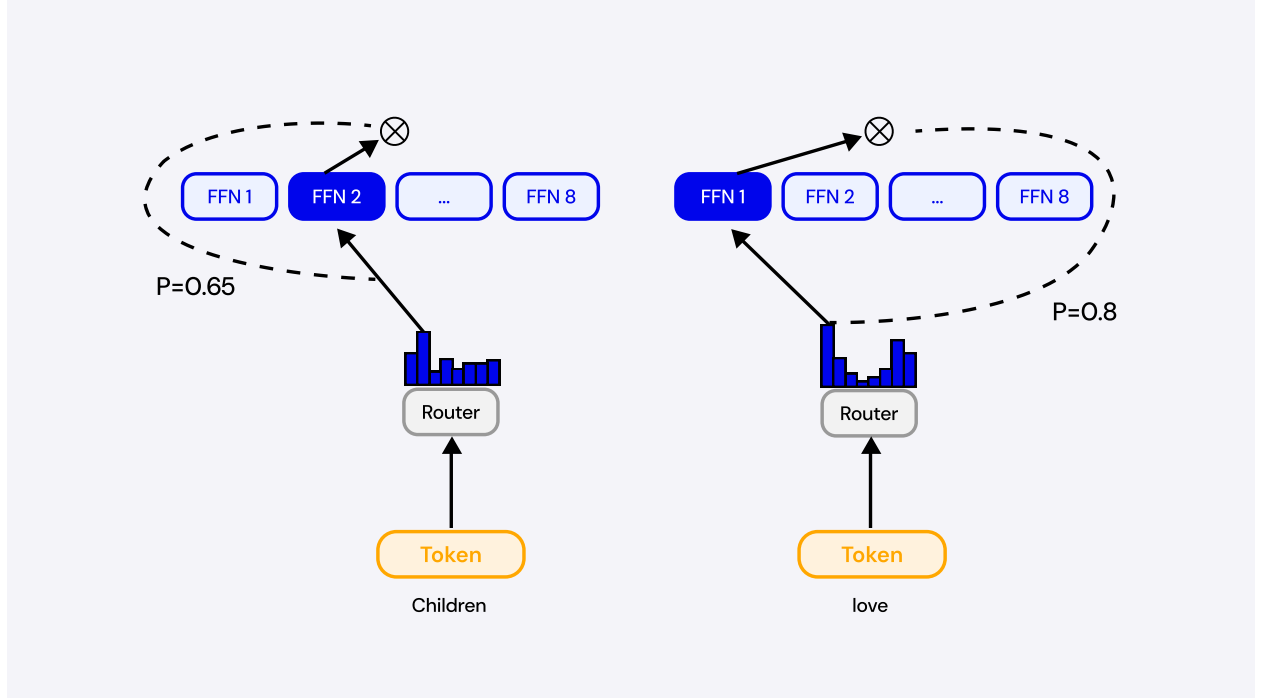 FFN 1
FFN 2
...
FFN 8
P=0.65
Router
Token
Children
FFN 1
FFN 2
...
FFN 8
P=0.8
Router
Token
love